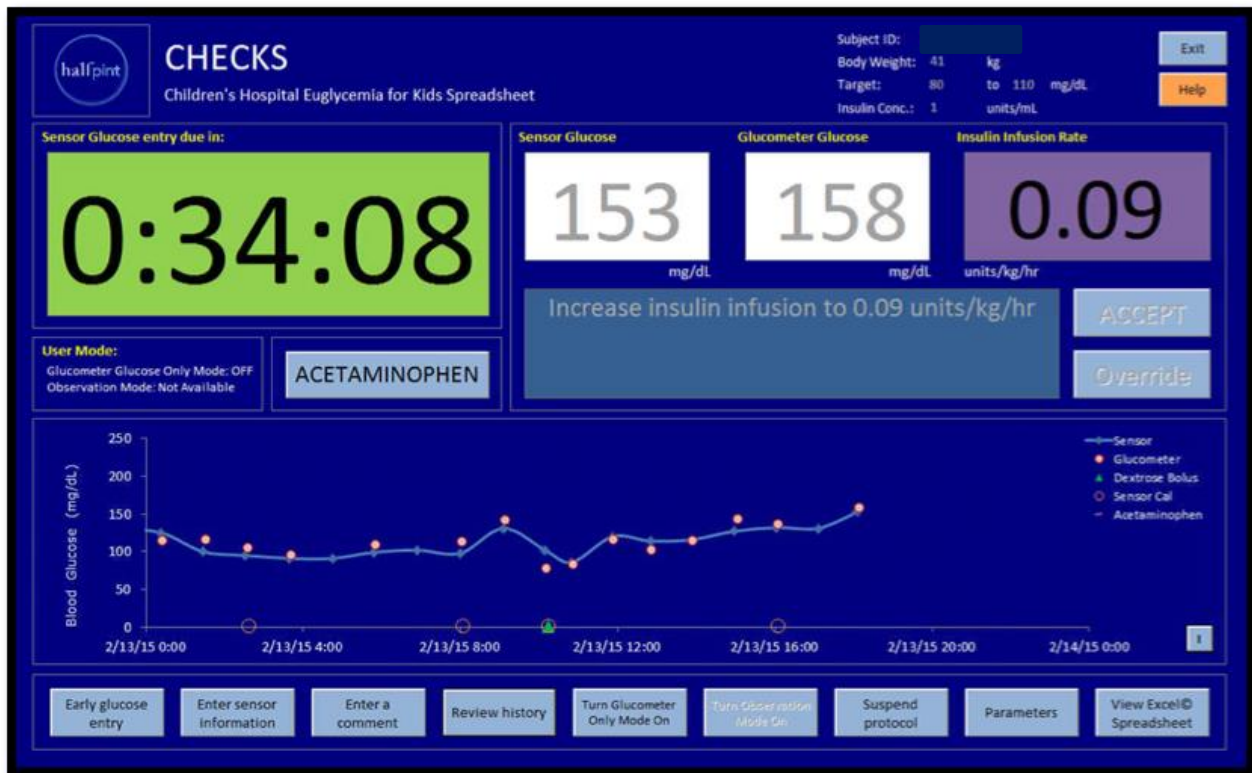 halfpint
CHECKS
Children's Hospital Euglycemia for Kids Spreadsheet
Subject ID:
Body Weight: 41 kg
Target: 80 to 110 mg/dL
Insulin Conc.: 1 units/mL
Exit
Help
Sensor Glucose entry due in:
0:34:08
Sensor Glucose
153
mg/dL
Glucometer Glucose
158
mg/dL
Insulin Infusion Rate
0.09
units/kg/hr
Increase insulin infusion to 0.09 units/kg/hr
ACCEPT
Override
User Mode:
Glucometer Glucose Only Mode: OFF
Observation Mode: Not Available
ACETAMINOPHEN
Blood Glucose (mg/dL)
250
200
150
100
50
0
2/13/15 0:00
2/13/15 4:00
2/13/15 8:00
2/13/15 12:00
2/13/15 16:00
2/13/15 20:00
2/14/15 0:00
Sensor
Glucometer
Dextrose Bolus
Sensor Cal
Acetaminophen
Early glucose
entry
Enter sensor
information
Enter a
comment
Review history
Turn Glucometer
Only Mode On
Turn Observation
Mode On
Suspend
protocol
Parameters
View Excel©
Spreadsheet